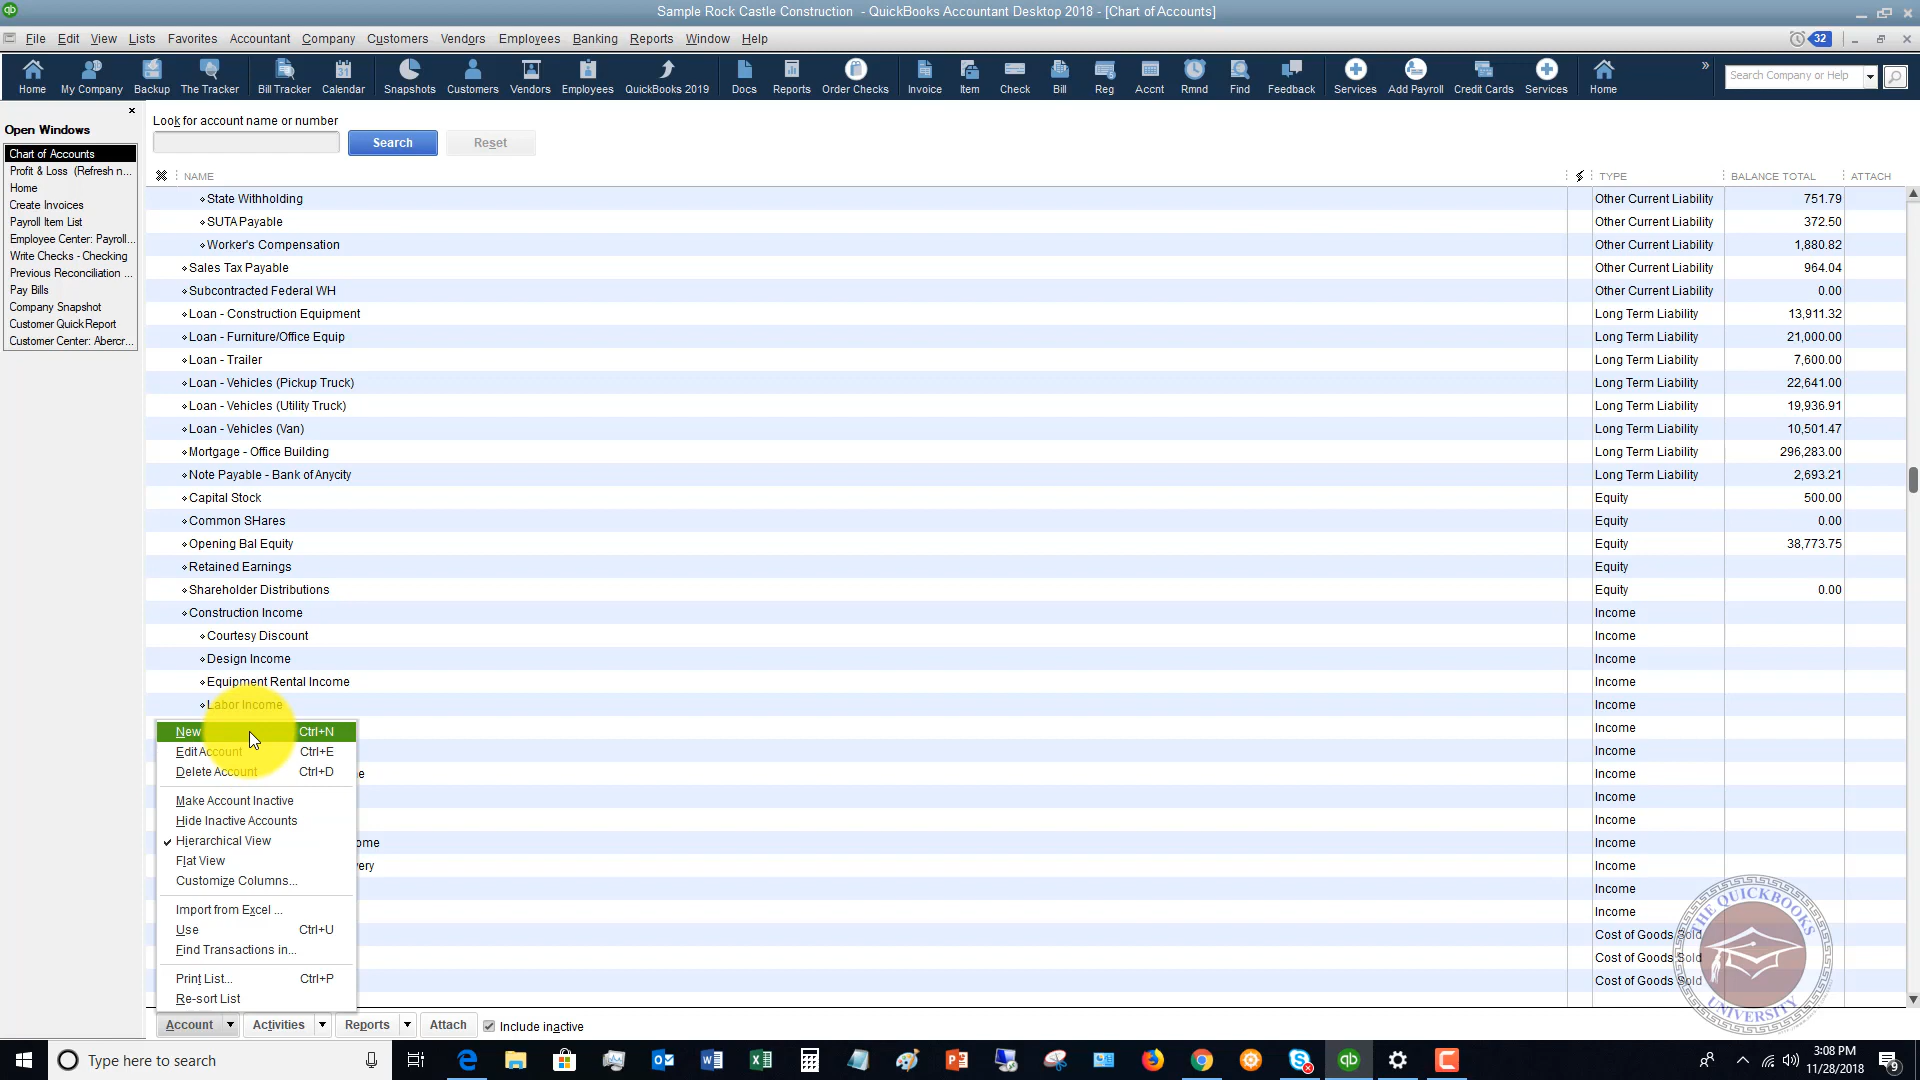 Sample Rock Castle Construction - QuickBooks Accountant Desktop 2018 - [Chart of Accounts]
File Edit View Lists Favorites Accountant Company Customers Vendors Employees Banking Reports Window Help
32
Home My Company Backup The Tracker Bill Tracker Calendar Snapshots Customers Vendors Employees QuickBooks 2019 Docs Reports Order Checks Invoice Item Check Bill Reg Accnt Rmnd Find Feedback Services Add Payroll Credit Cards Services Home
Search Company or Help
Open Windows
Chart of Accounts
Profit & Loss (Refresh n...
Home
Create Invoices
Payroll Item List
Employee Center: Payroll...
Write Checks - Checking
Previous Reconciliation ...
Pay Bills
Company Snapshot
Customer QuickReport
Customer Center: Abercr...
Look for account name or number
Search Reset
NAME TYPE BALANCE TOTAL ATTACH
State Withholding Other Current Liability 751.79
SUTA Payable Other Current Liability 372.50
Worker's Compensation Other Current Liability 1,880.82
Sales Tax Payable Other Current Liability 964.04
Subcontracted Federal WH Other Current Liability 0.00
Loan - Construction Equipment Long Term Liability 13,911.32
Loan - Furniture/Office Equip Long Term Liability 21,000.00
Loan - Trailer Long Term Liability 7,600.00
Loan - Vehicles (Pickup Truck) Long Term Liability 22,641.00
Loan - Vehicles (Utility Truck) Long Term Liability 19,936.91
Loan - Vehicles (Van) Long Term Liability 10,501.47
Mortgage - Office Building Long Term Liability 296,283.00
Note Payable - Bank of Anycity Long Term Liability 2,693.21
Capital Stock Equity 500.00
Common SHares Equity 0.00
Opening Bal Equity Equity 38,773.75
Retained Earnings Equity
Shareholder Distributions Equity 0.00
Construction Income Income
Courtesy Discount Income
Design Income Income
Equipment Rental Income Income
Labor Income Income
New Ctrl+N Income
Edit Account Ctrl+E Income
Delete Account Ctrl+D Income
Make Account Inactive Income
Hide Inactive Accounts Income
Hierarchical View Income
Flat View Income
Customize Columns... Income
Import from Excel ... Income
Use Ctrl+U Cost of Goods Sold
Find Transactions in... Cost of Goods Sold
Print List... Ctrl+P Cost of Goods Sold
Re-sort List
Account Activities Reports Attach Include inactive
THE QUICKBOOKS UNIVERSITY
Type here to search
3:08 PM
11/28/2018
9